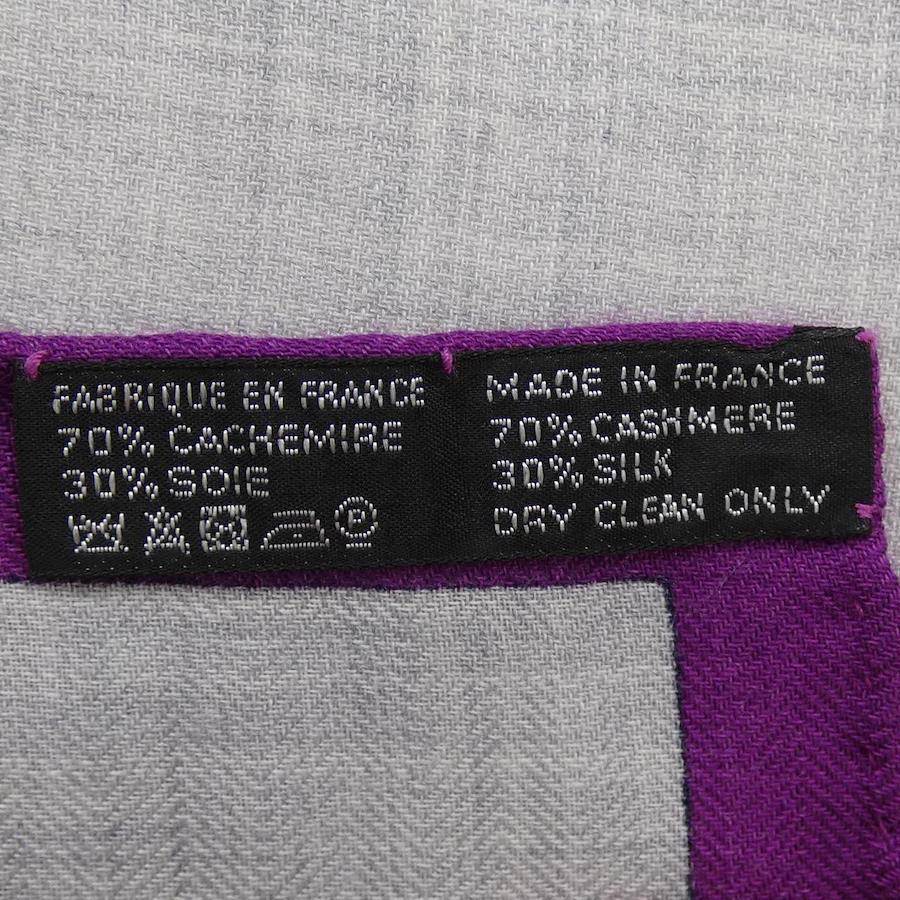 FABRIQUE EN FRANCE
70% CACHEMIRE
30% SOIE
P
MADE IN FRANCE
70% CASHMERE
30% SILK
DRY CLEAN ONLY